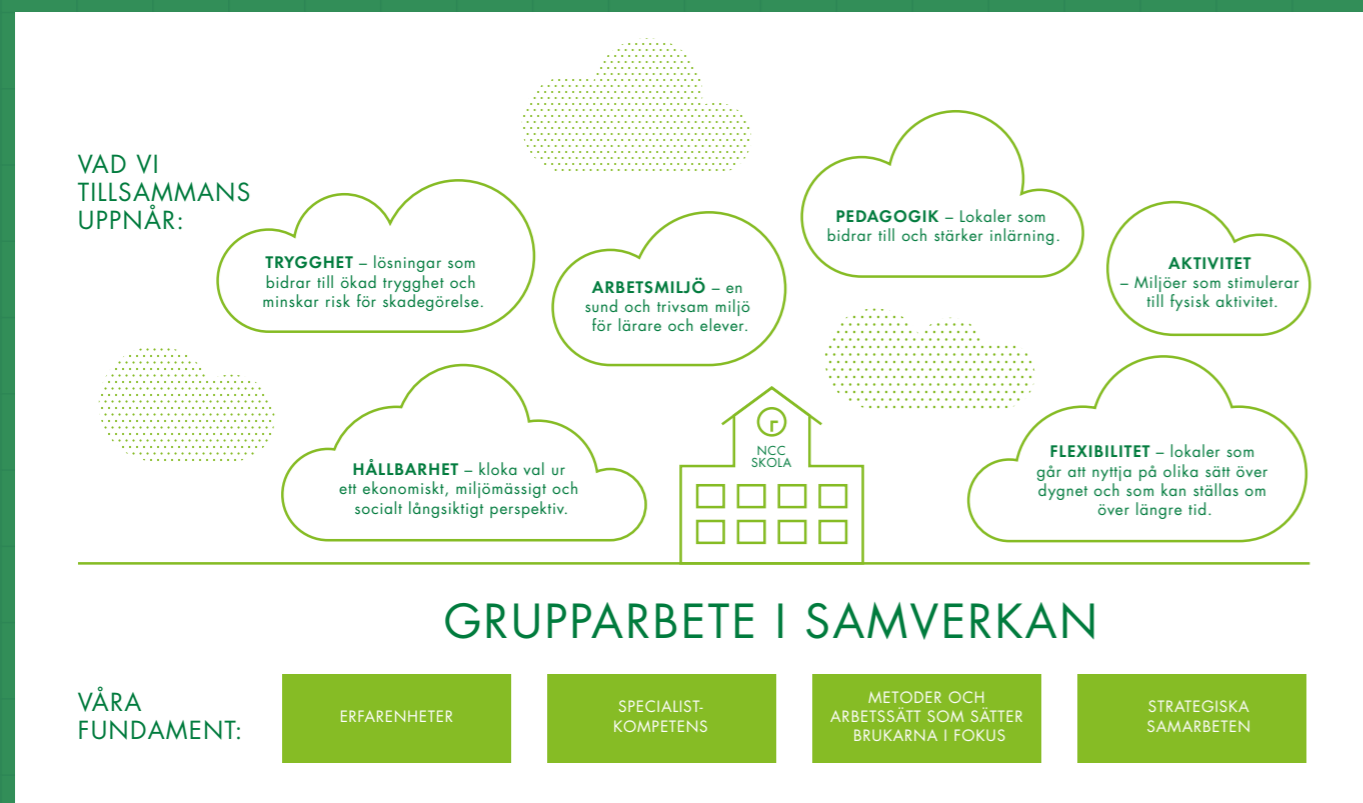 VAD VI
TILLSAMMANS
UPPNÅR:
TRYGGHET – lösningar som
bidrar till ökad trygghet och
minskar risk för skadegörelse.
ARBETSMILJÖ – en
sund och trivsam miljö
för lärare och elever.
PEDAGOGIK – Lokaler som
bidrar till och stärker inlärning.
AKTIVITET
– Miljöer som stimulerar
till fysisk aktivitet.
HÅLLBARHET – kloka val ur
ett ekonomiskt, miljömässigt och
socialt långsiktigt perspektiv.
NCC
SKOLA
FLEXIBILITET – lokaler som
går att nyttja på olika sätt över
dygnet och som kan ställas om
över längre tid.
GRUPPARBETE I SAMVERKAN
VÅRA
FUNDAMENT:
ERFARENHETER
SPECIALIST-
KOMPETENS
METODER OCH
ARBETSSÄTT SOM SÄTTER
BRUKARNA I FOKUS
STRATEGISKA
SAMARBETEN